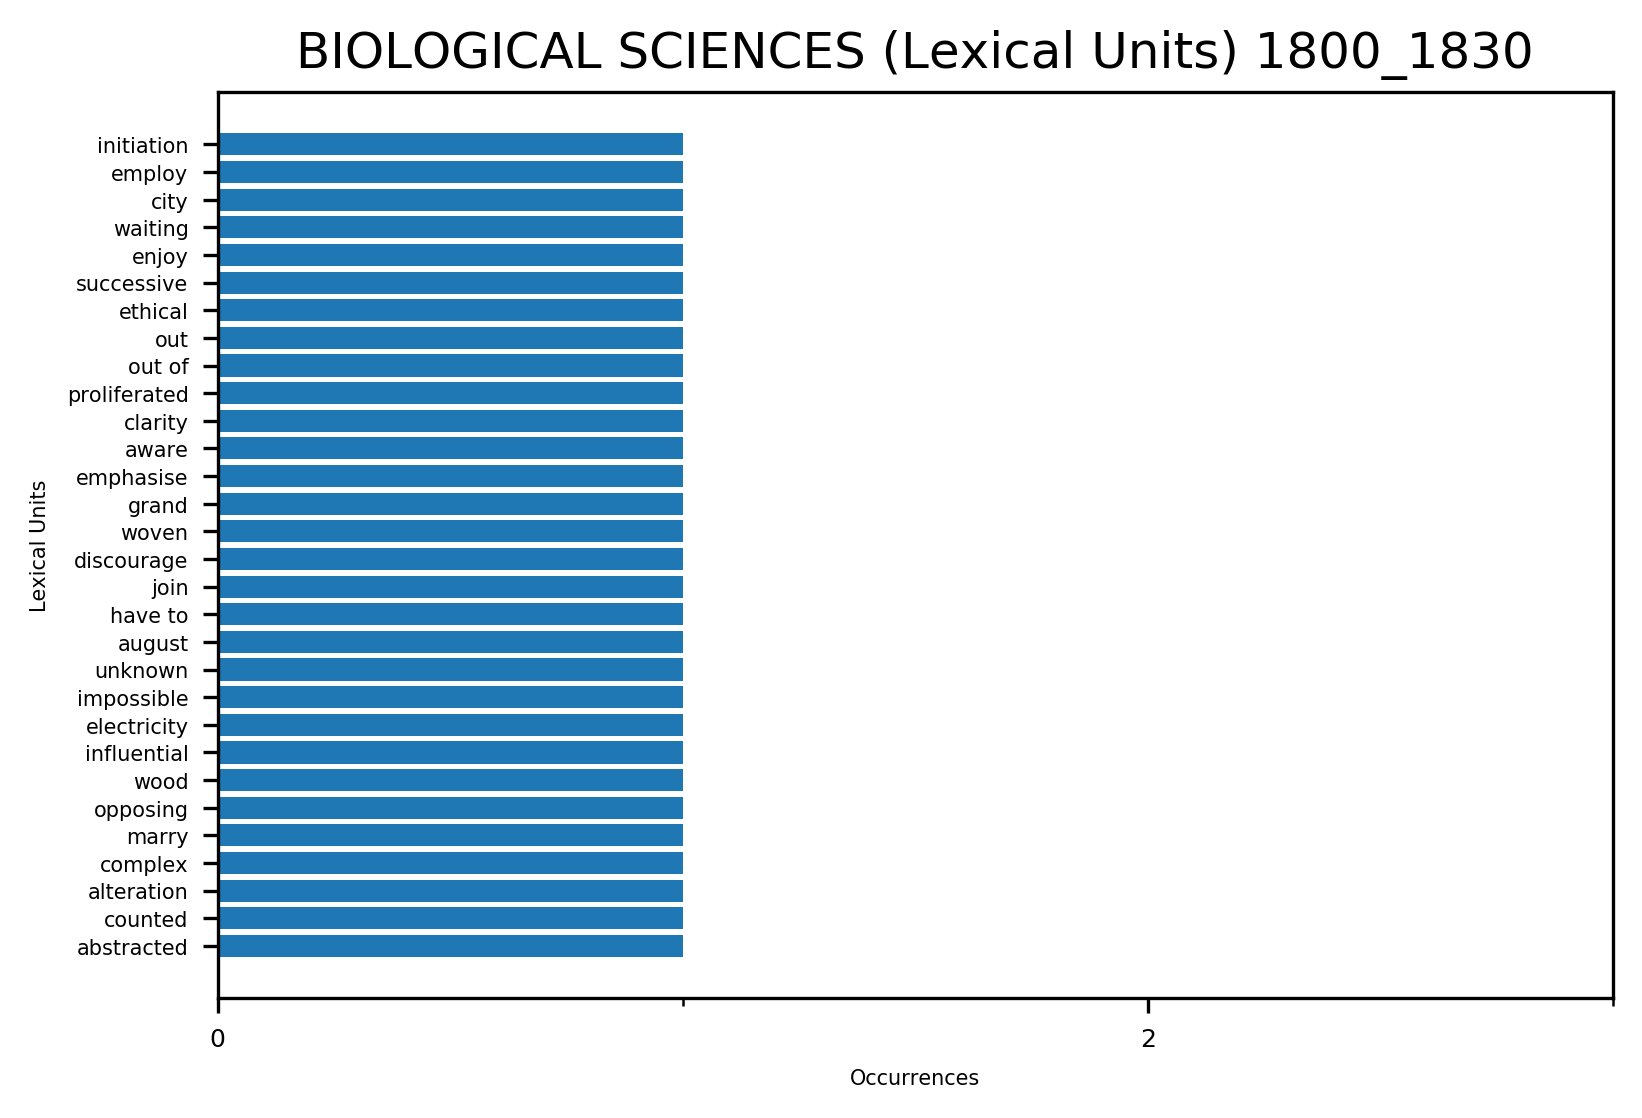 BIOLOGICAL SCIENCES (Lexical Units) 1800_1830
Lexical Units
initiation
employ
city
waiting
enjoy
successive
ethical
out
out of
proliferated
clarity
aware
emphasise
grand
woven
discourage
join
have to
august
unknown
impossible
electricity
influential
wood
opposing
marry
complex
alteration
counted
abstracted
0 2
Occurrences